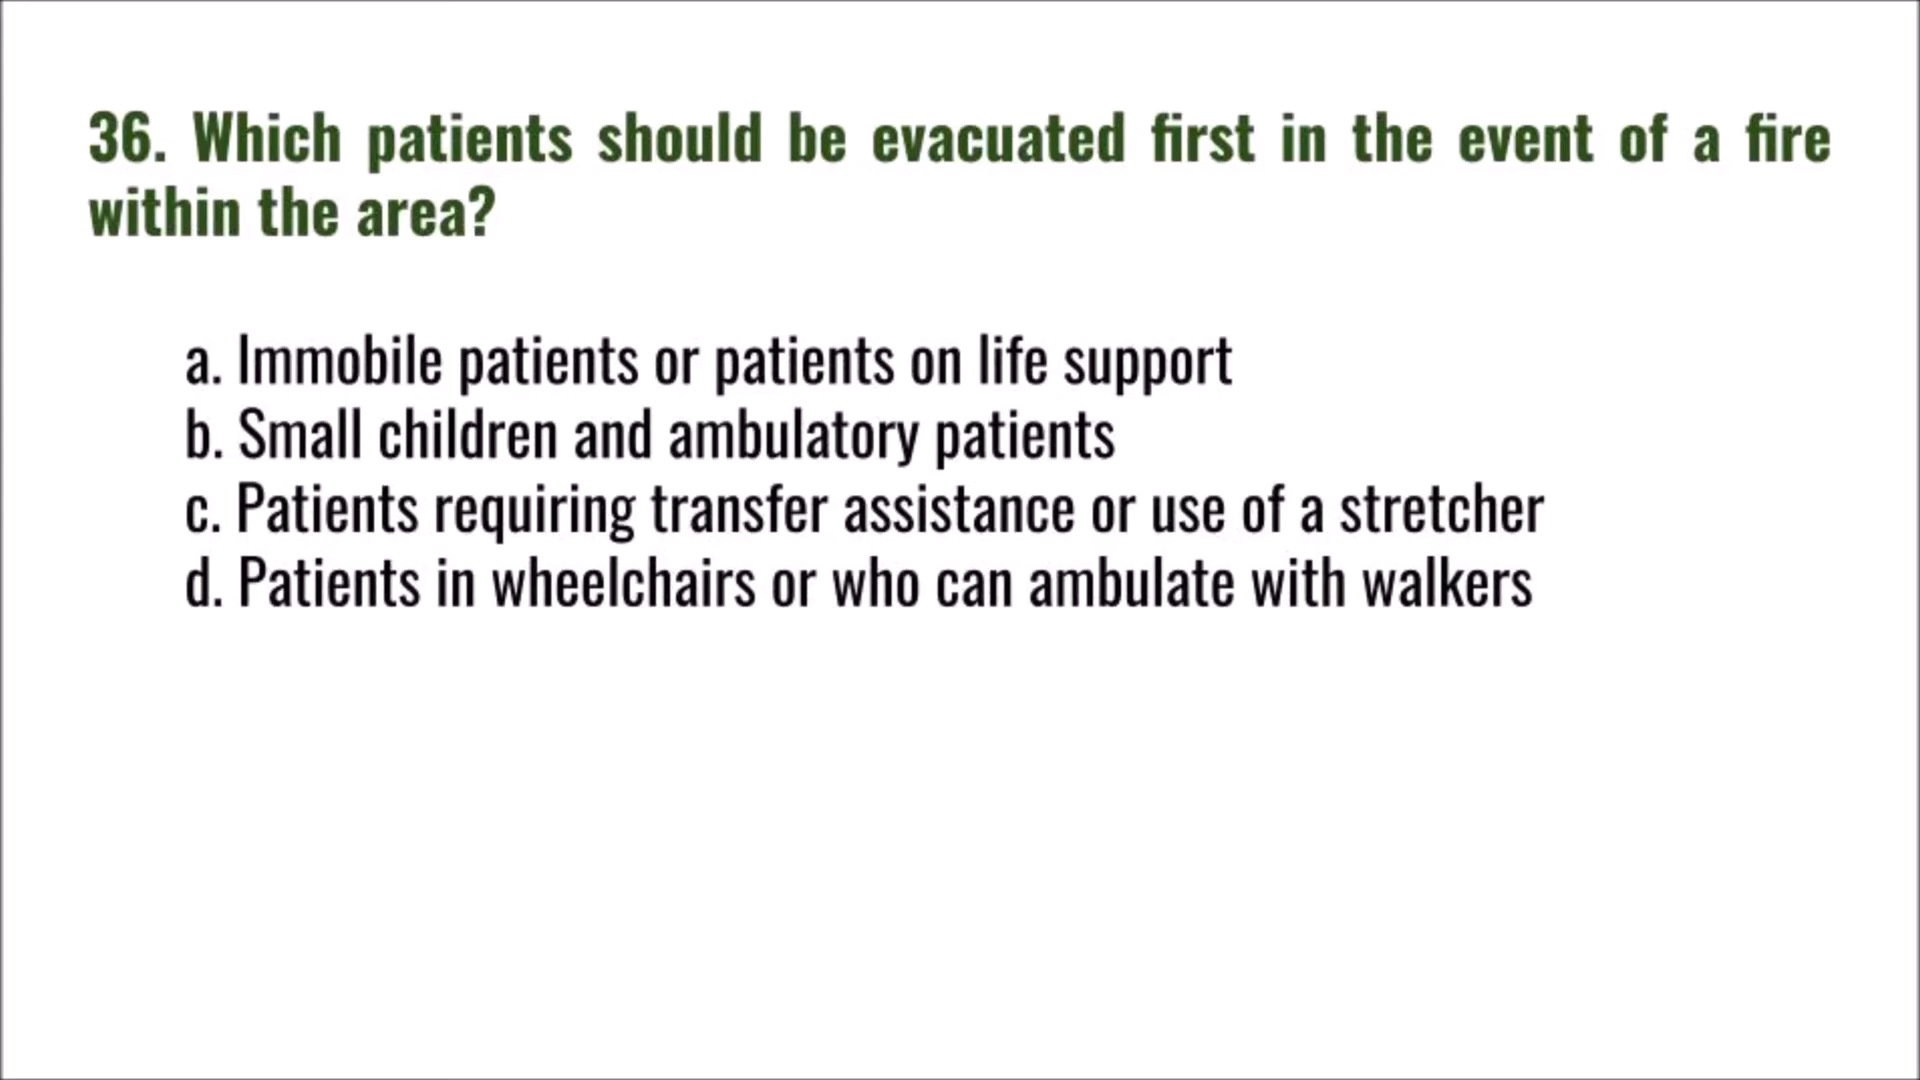 36. Which patients should be evacuated first in the event of a fire
within the area?
a. Immobile patients or patients on life support
b. Small children and ambulatory patients
c. Patients requiring transfer assistance or use of a stretcher
d. Patients in wheelchairs or who can ambulate with walkers